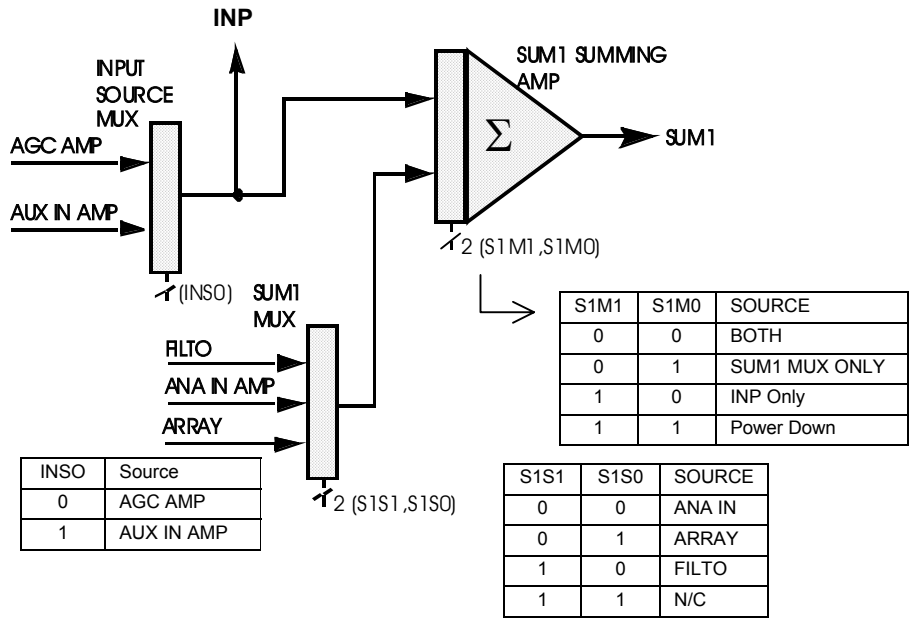 INP
INPUT
SOURCE
MUX
SUM1 SUMMING
AMP
AGC AMP
Σ
SUM1
AUX IN AMP
2 (S1M1,S1M0)
(INS0)
SUM1
MUX
FILTO
ANA IN AMP
ARRAY
2 (S1S1,S1S0)
S1M1 S1M0 SOURCE
0 0 BOTH
0 1 SUM1 MUX ONLY
1 0 INP Only
1 1 Power Down
INSO Source
0 AGC AMP
1 AUX IN AMP
S1S1 S1S0 SOURCE
0 0 ANA IN
0 1 ARRAY
1 0 FILTO
1 1 N/C